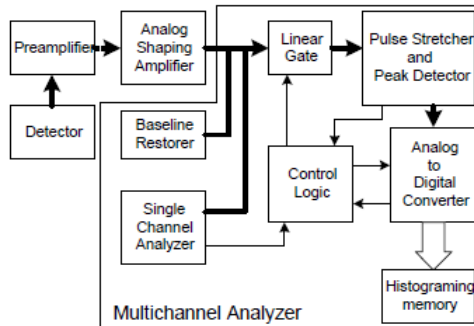 Preamplifier
Analog
Shaping
Amplifier
Linear
Gate
Pulse Stretcher
and
Peak Detector
Detector
Baseline
Restorer
Control
Logic
Analog
to
Digital
Converter
Single
Channel
Analyzer
Histograming
memory
Multichannel Analyzer